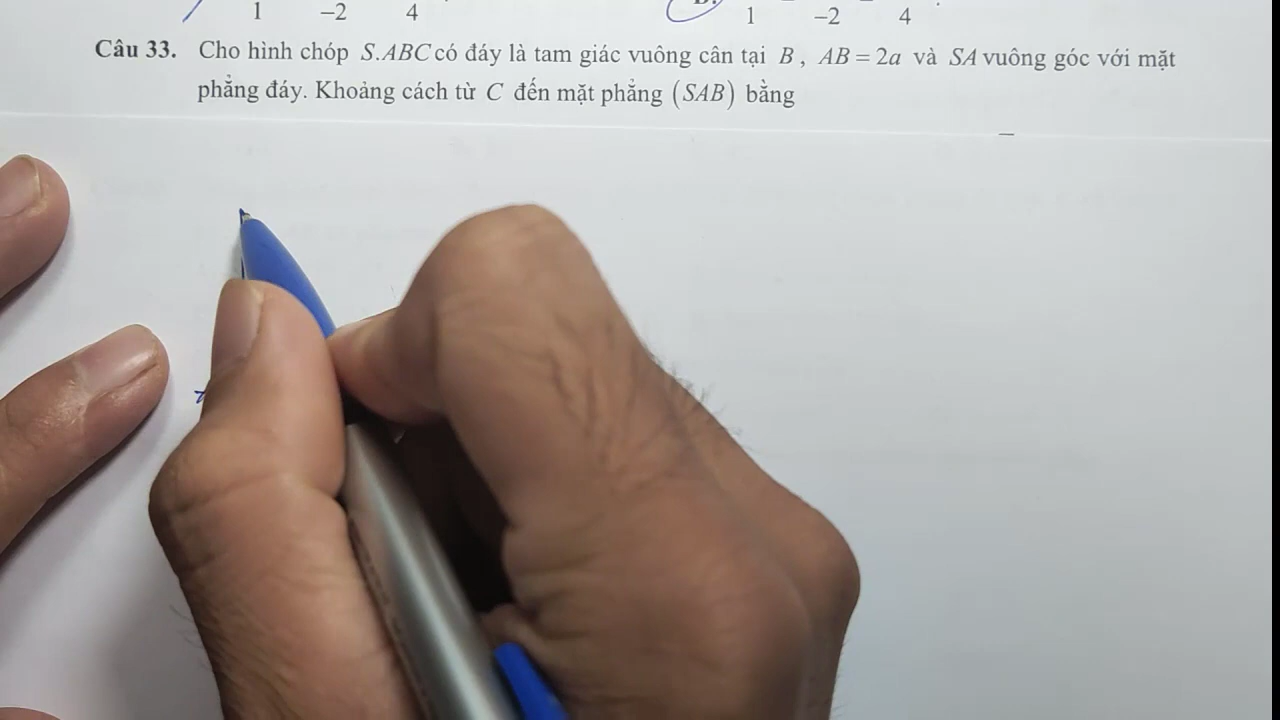 1 −2 4 . B. 1 −2 4 .
Câu 33. Cho hình chóp S.ABC có đáy là tam giác vuông cân tại B , AB = 2a và SA vuông góc với mặt
phẳng đáy. Khoảng cách từ C đến mặt phẳng (SAB) bằng